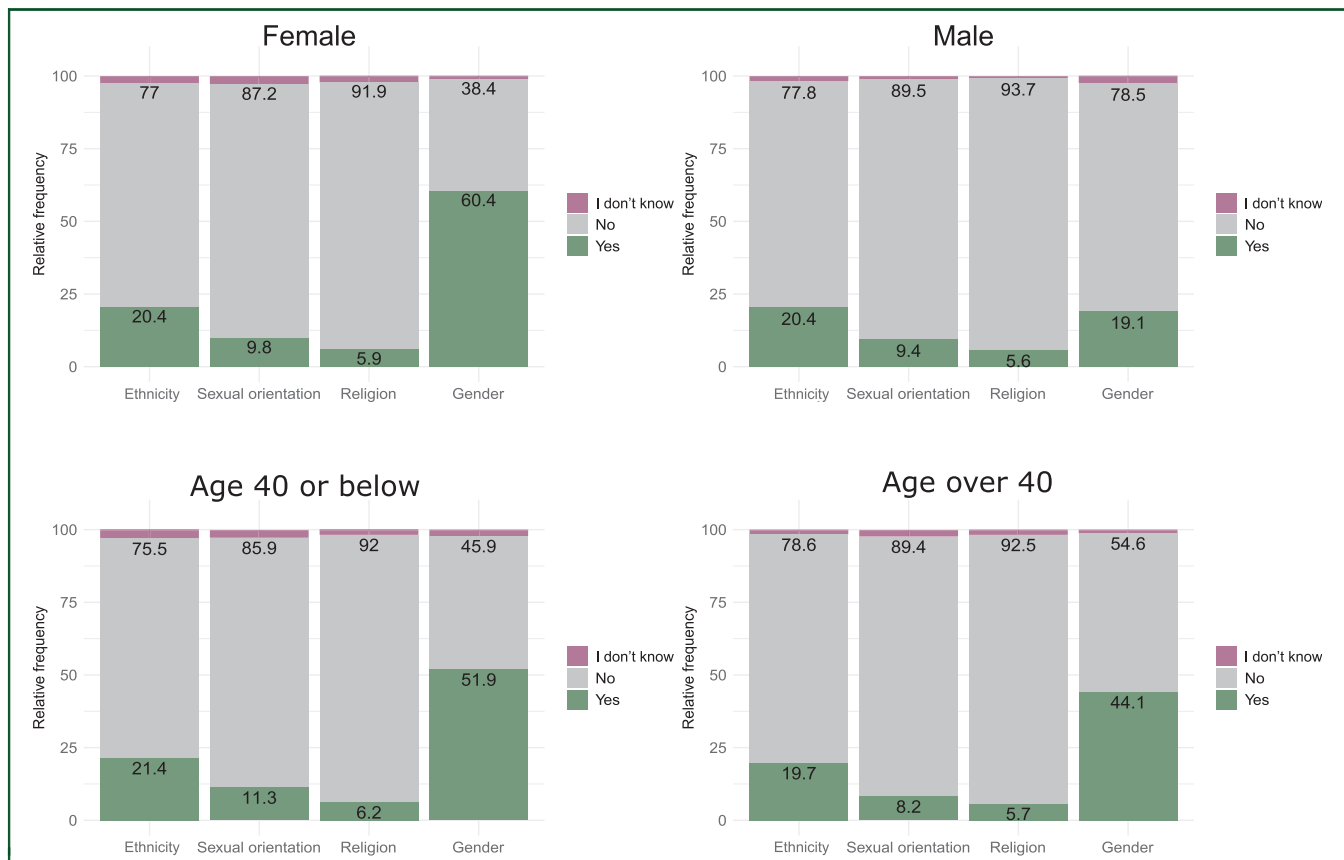 Female
Relative frequency
100
75
50
25
0
77 87.2 91.9 38.4
60.4
20.4 9.8 5.9
Ethnicity Sexual orientation Religion Gender
I don't know
No
Yes
Male
Relative frequency
100
75
50
25
0
77.8 89.5 93.7 78.5
20.4 9.4 5.6 19.1
Ethnicity Sexual orientation Religion Gender
I don't know
No
Yes
Age 40 or below
Relative frequency
100
75
50
25
0
75.5 85.9 92 45.9
51.9
21.4 11.3 6.2
Ethnicity Sexual orientation Religion Gender
I don't know
No
Yes
Age over 40
Relative frequency
100
75
50
25
0
78.6 89.4 92.5 54.6
44.1
19.7 8.2 5.7
Ethnicity Sexual orientation Religion Gender
I don't know
No
Yes